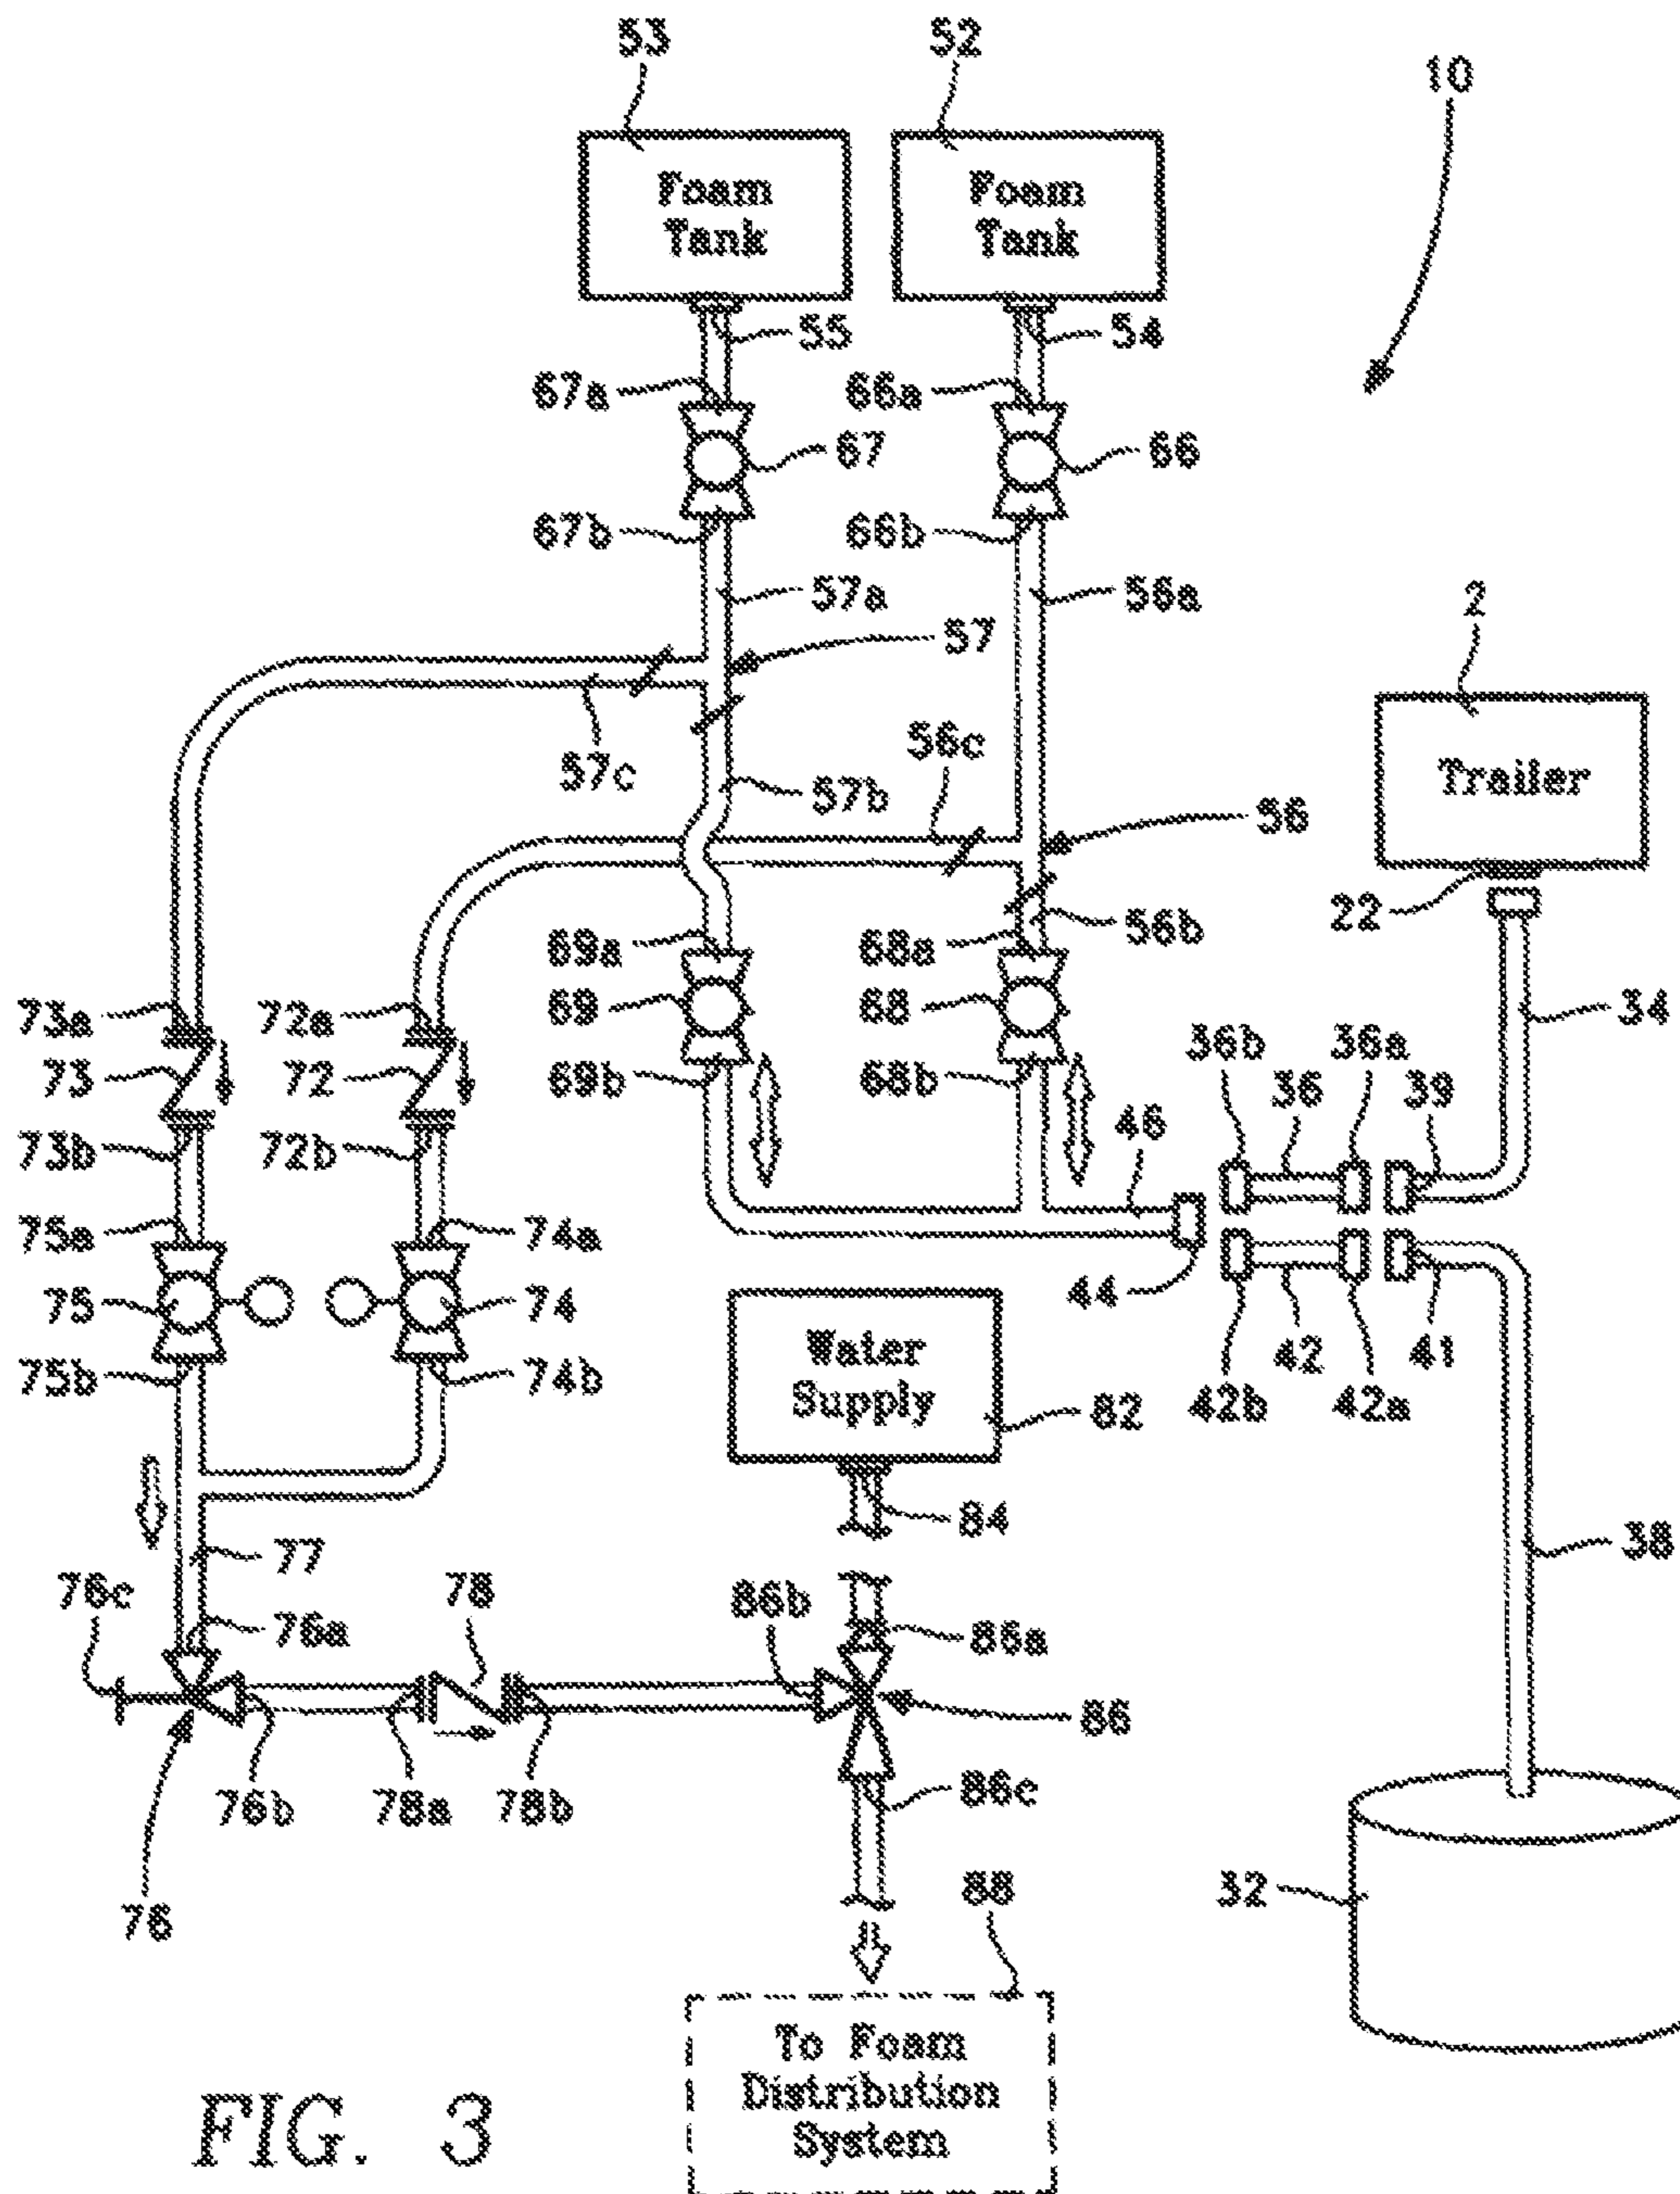 53
52
10
Foam
Tank
Foam
Tank
55
54
67a
66a
67
66
67b
66b
57a
56a
2
57
56c
57c
57b
56
Trailer
22
56b
69a
68a
73a
72a
69
68
34
36b
36a
73
72
69b
68b
36
39
46
73b
72b
75a
74a
44
75
74
42
41
Water
Supply
75b
74b
82
42b
42a
84
38
77
76c
78
86b
76a
86a
86
76b
78a
78b
86c
88
32
76
To Foam
Distribution
System
FIG. 3